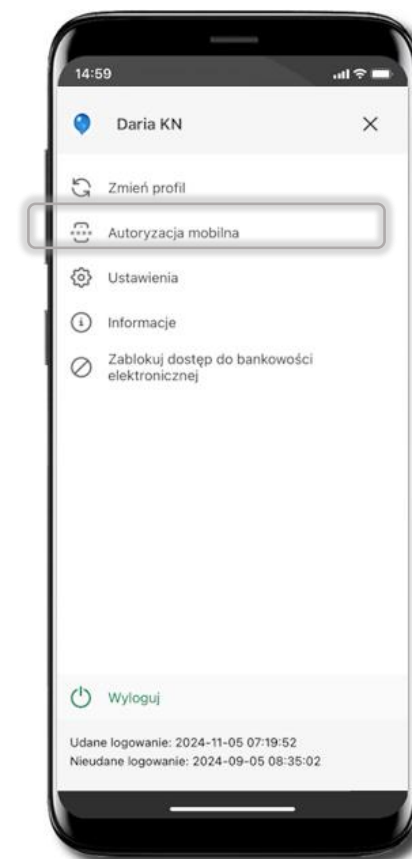 14:59
Daria KN
Zmień profil
Autoryzacja mobilna
Ustawienia
Informacje
Zablokuj dostęp do bankowości
elektronicznej
Wyloguj
Udane logowanie: 2024-11-05 07:19:52
Nieudane logowanie: 2024-09-05 08:35:02